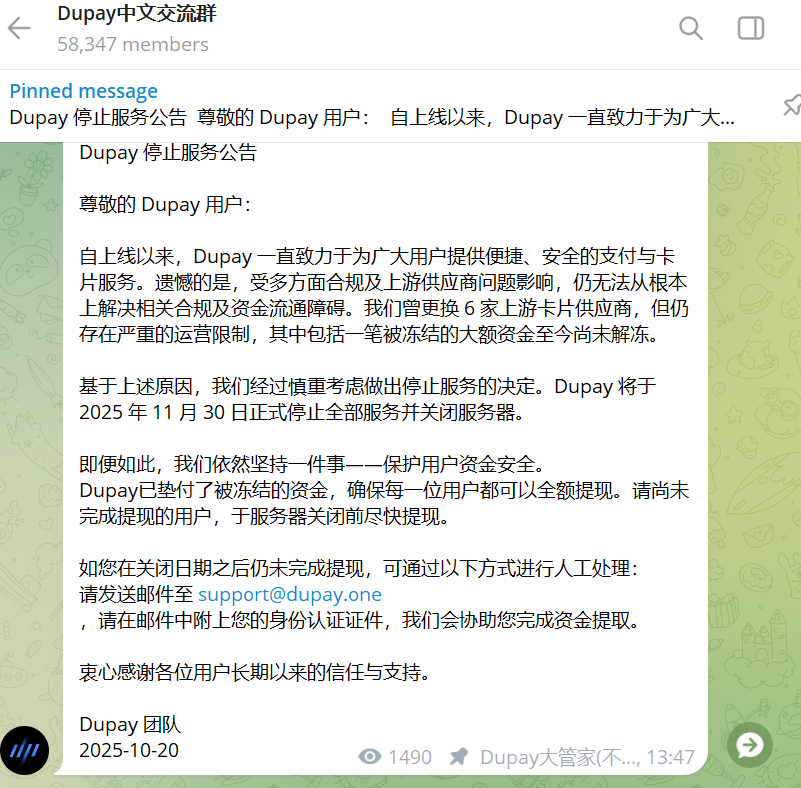 Dupay中文交流群
58,347 members
Pinned message
Dupay 停止服务公告 尊敬的 Dupay 用户： 自上线以来，Dupay 一直致力于为广大...
Dupay 停止服务公告
尊敬的 Dupay 用户：
自上线以来，Dupay 一直致力于为广大用户提供便捷、安全的支付与卡
片服务。遗憾的是，受多方面合规及上游供应商问题影响，仍无法从根本
上解决相关合规及资金流通障碍。我们曾更换 6 家上游卡片供应商，但仍
存在严重的运营限制，其中包括一笔被冻结的大额资金至今尚未解冻。
基于上述原因，我们经过慎重考虑做出停止服务的决定。Dupay 将于
2025 年 11 月 30 日正式停止全部服务并关闭服务器。
即便如此，我们依然坚持一件事——保护用户资金安全。
Dupay已垫付了被冻结的资金，确保每一位用户都可以全额提现。请尚未
完成提现的用户，于服务器关闭前尽快提现。
如您在关闭日期之后仍未完成提现，可通过以下方式进行人工处理：
请发送邮件至 support@dupay.one
，请在邮件中附上您的身份认证证件，我们会协助您完成资金提取。
衷心感谢各位用户长期以来的信任与支持。
Dupay 团队
2025-10-20
1490 Dupay大管家(不..., 13:47